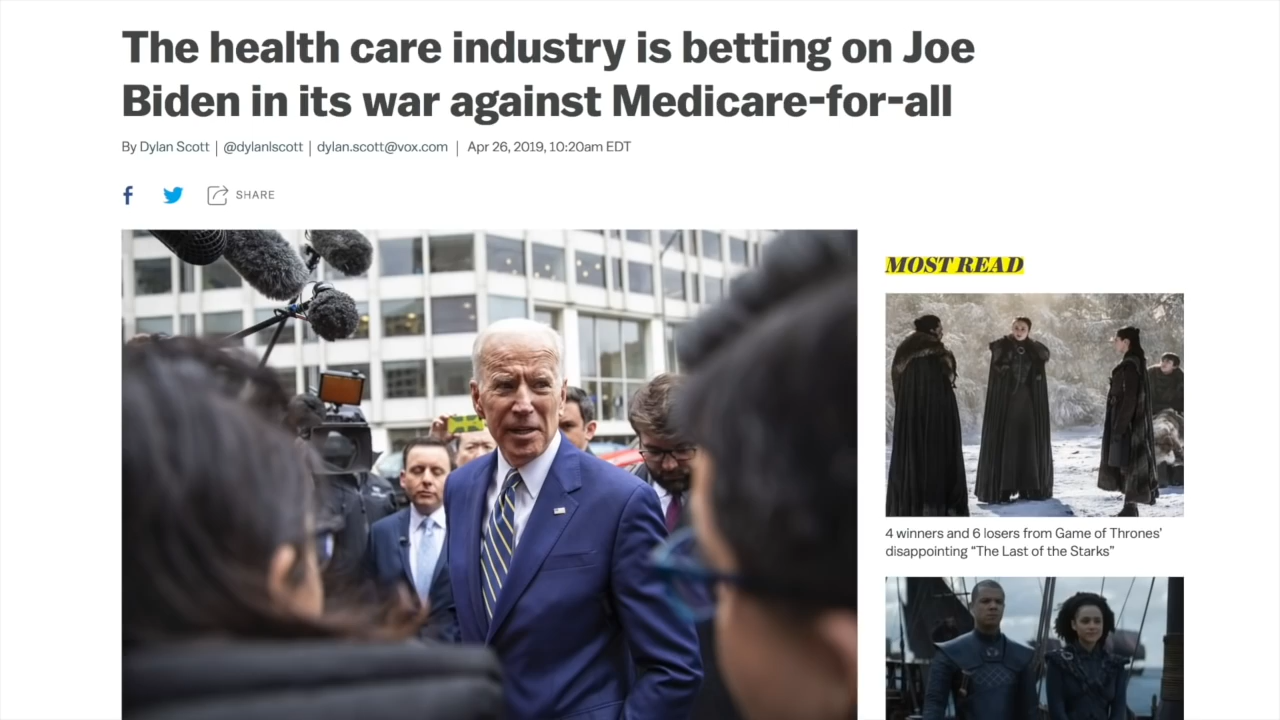 The health care industry is betting on Joe
Biden in its war against Medicare-for-all
By Dylan Scott | @dylanlscott | dylan.scott@vox.com | Apr 26, 2019, 10:20am EDT
SHARE
MOST READ
4 winners and 6 losers from Game of Thrones'
disappointing “The Last of the Starks”